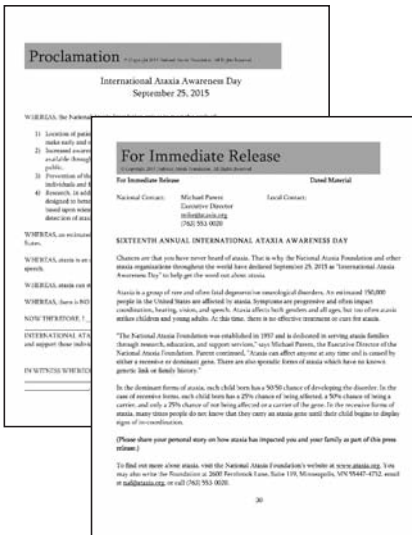 Proclamation
© Copyright 2015 National Ataxia Foundation. All Rights Reserved.
International Ataxia Awareness Day
September 25, 2015
WHEREAS, the National
1) Location of
make early and
2) Increased
available through
public.
3) Prevention of
individuals and
4) Research. In
designed to better
based upon
detection of
WHEREAS, an estimated
States.
WHEREAS, ataxia is
speech.
WHEREAS, ataxia can
WHEREAS, there is NO
NOW THEREFORE, I
INTERNATIONAL
and support those
IN WITNESS WHEREOF
For Immediate Release
© Copyright 2015 National Ataxia Foundation. All Rights Reserved.
For Immediate Release Dated Material
National Contact: Michael Parent Local Contact:
Executive Director
mike@ataxia.org
(763) 553-0020
SIXTEENTH ANNUAL INTERNATIONAL ATAXIA AWARENESS DAY
Chances are that you have never heard of ataxia. That is why the National Ataxia Foundation and other
ataxia organizations throughout the world have declared September 25, 2015 as "International Ataxia
Awareness Day" to help get the word out about ataxia.
Ataxia is a group of rare and often fatal degenerative neurological disorders. An estimated 150,000
people in the United States are affected by ataxia. Symptoms are progressive and often impact
coordination, hearing, vision, and speech. Ataxia affects both genders and all ages, but too often ataxia
strikes children and young adults. At this time, there is no effective treatment or cure for ataxia.
"The National Ataxia Foundation was established in 1957 and is dedicated in serving ataxia families
through research, education, and support services," says Michael Parent, the Executive Director of the
National Ataxia Foundation. Parent continued, "Ataxia can affect anyone at any time and is caused by
either a recessive or dominant gene. There are also sporadic forms of ataxia which have no known
genetic link or family history."
In the dominant forms of ataxia, each child born has a 50/50 chance of developing the disorder. In the
case of recessive forms, each child born has a 25% chance of being affected, a 50% chance of being a
carrier, and only a 25% chance of not being affected or a carrier of the gene. In the recessive forms of
ataxia, many times people do not know that they carry an ataxia gene until their child begins to display
signs of in-coordination.
(Please share your personal story on how ataxia has impacted you and your family as part of this press
release.)
To find out more about ataxia, visit the National Ataxia Foundation's website at www.ataxia.org. You
may also write the Foundation at 2600 Fernbrook Lane, Suite 119, Minneapolis, MN 55447-4752, email
at naf@ataxia.org, or call (763) 553-0020.
30